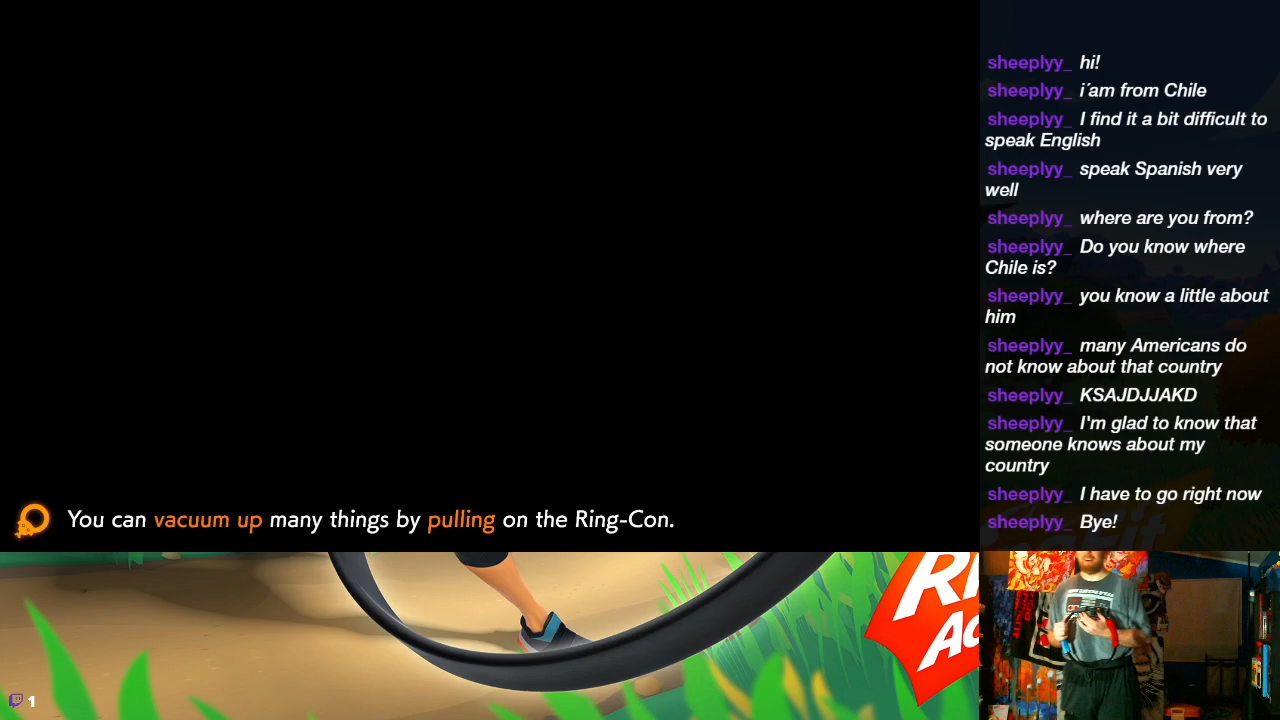 sheeplyy_ hi!
sheeplyy_ i´am from Chile
sheeplyy_ I find it a bit difficult to
speak English
sheeplyy_ speak Spanish very
well
sheeplyy_ where are you from?
sheeplyy_ Do you know where
Chile is?
sheeplyy_ you know a little about
him
sheeplyy_ many Americans do
not know about that country
sheeplyy_ KSAJDJJAKD
sheeplyy_ I'm glad to know that
someone knows about my
country
sheeplyy_ I have to go right now
sheeplyy_ Bye!
You can vacuum up many things by pulling on the Ring-Con.
1